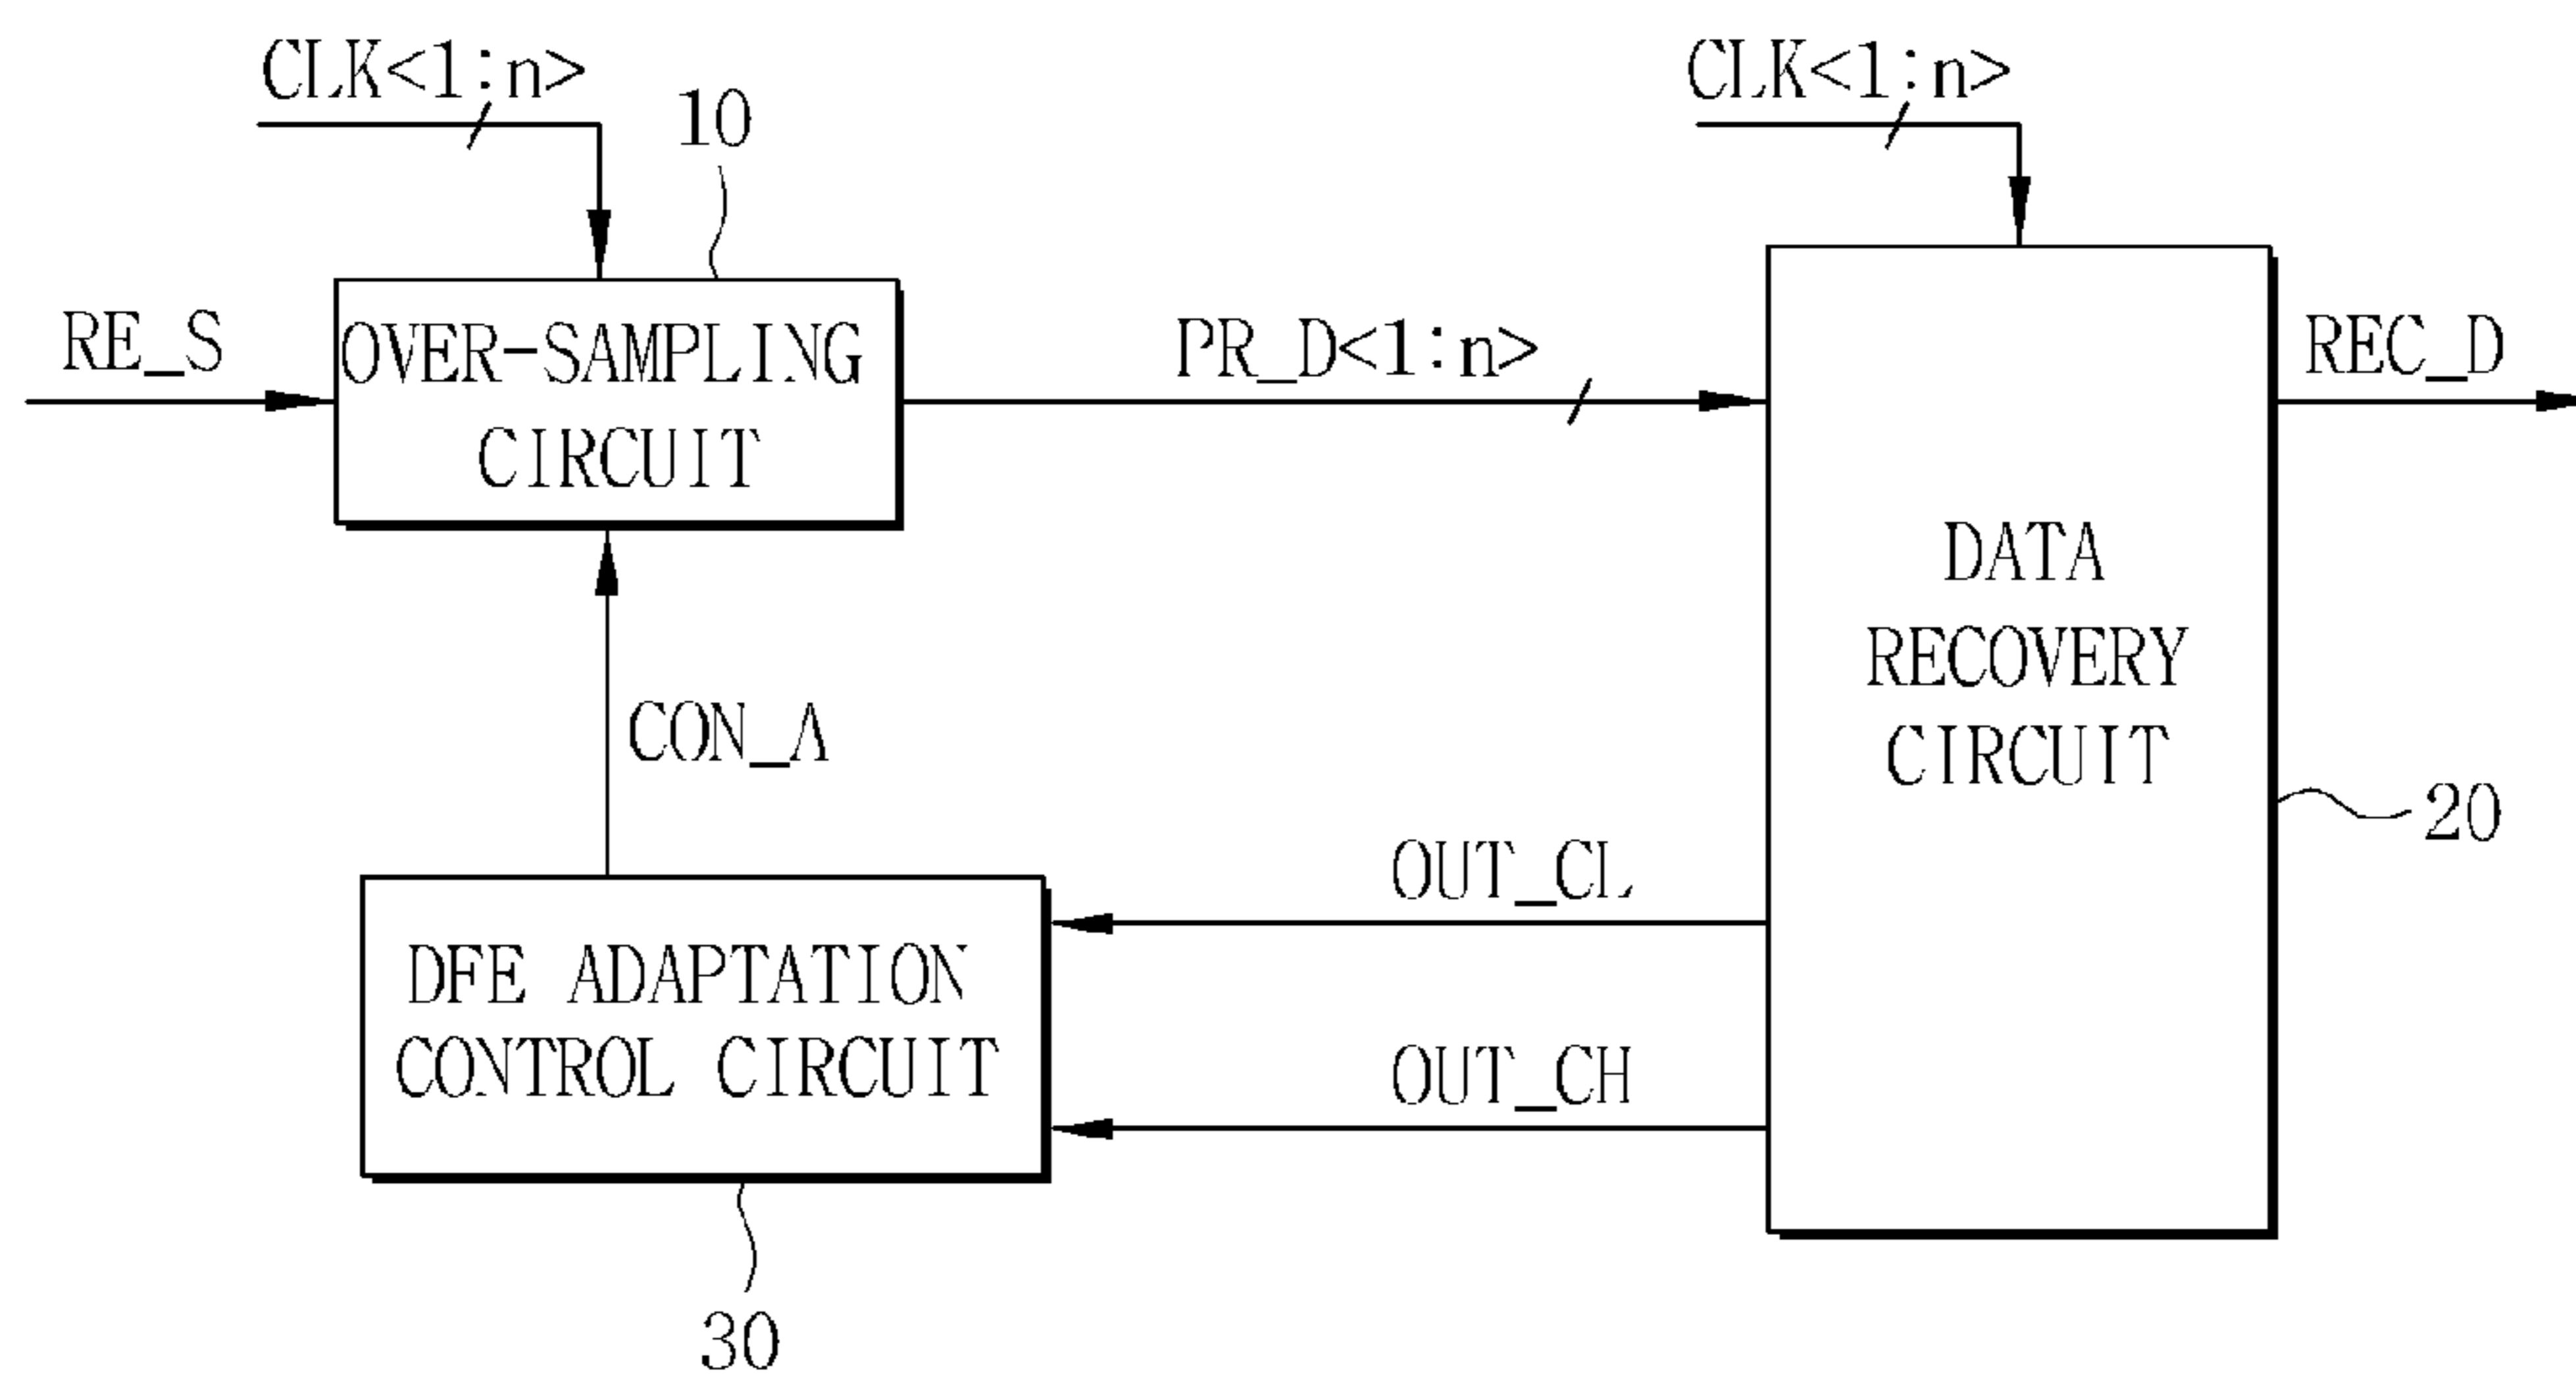 CLK<1:n>
CLK<1:n>
10
RE_S
OVER-SAMPLING
CIRCUIT
PR_D<1:n>
REC_D
DATA
RECOVERY
CIRCUIT
CON_A
20
OUT_CL
DFE ADAPTATION
CONTROL CIRCUIT
OUT_CH
30